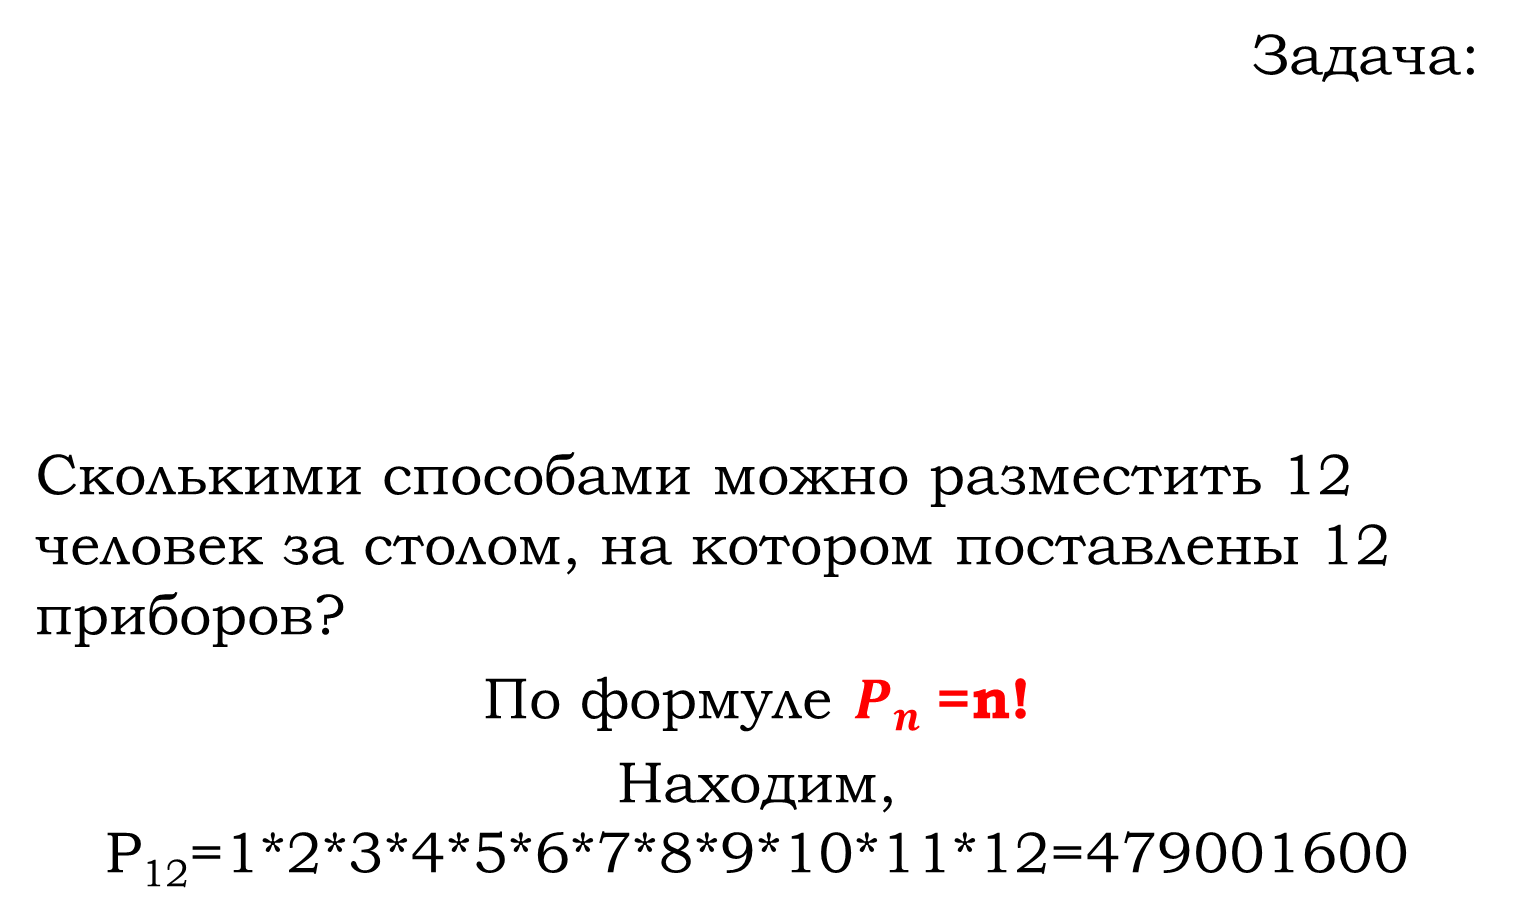 Задача:
Сколькими способами можно разместить 12
человек за столом, на котором поставлены 12
приборов?
По формуле Pₙ =n!
Находим,
P₁₂=1*2*3*4*5*6*7*8*9*10*11*12=479001600